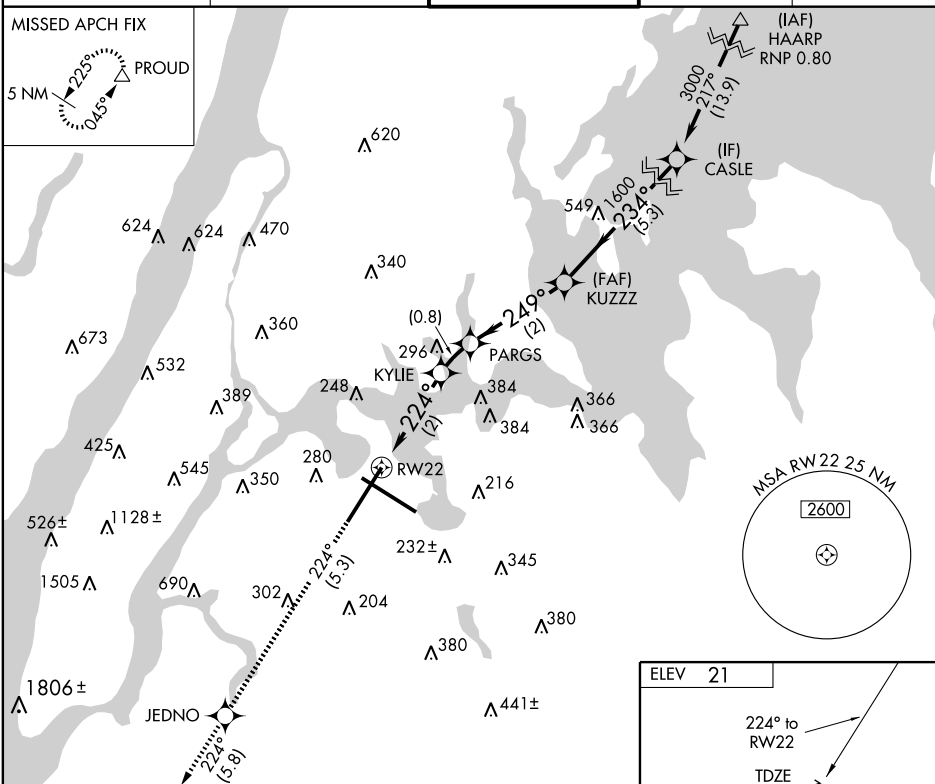 MISSED APCH FIX
PROUD
225°
5 NM
045°
(IAF)
HAARP
RNP 0.80
3000
217°
(13.9)
(IF)
CASLE
620
549
1600
234°
(5.3)
624
624
470
340
(FAF)
KUZZZ
249°
(2)
(0.8)
360
673
296
PARGS
532
KYLIE
248
389
384
366
224°
(2)
384
366
425
RW22
545
280
350
216
MSA RW 22 25 NM
2600
526±
1128±
232±
345
224°
(5.3)
1505
690
302
204
380
380
1806±
ELEV 21
JEDNO
441±
224° to
RW22
224°
(5.8)
TDZE